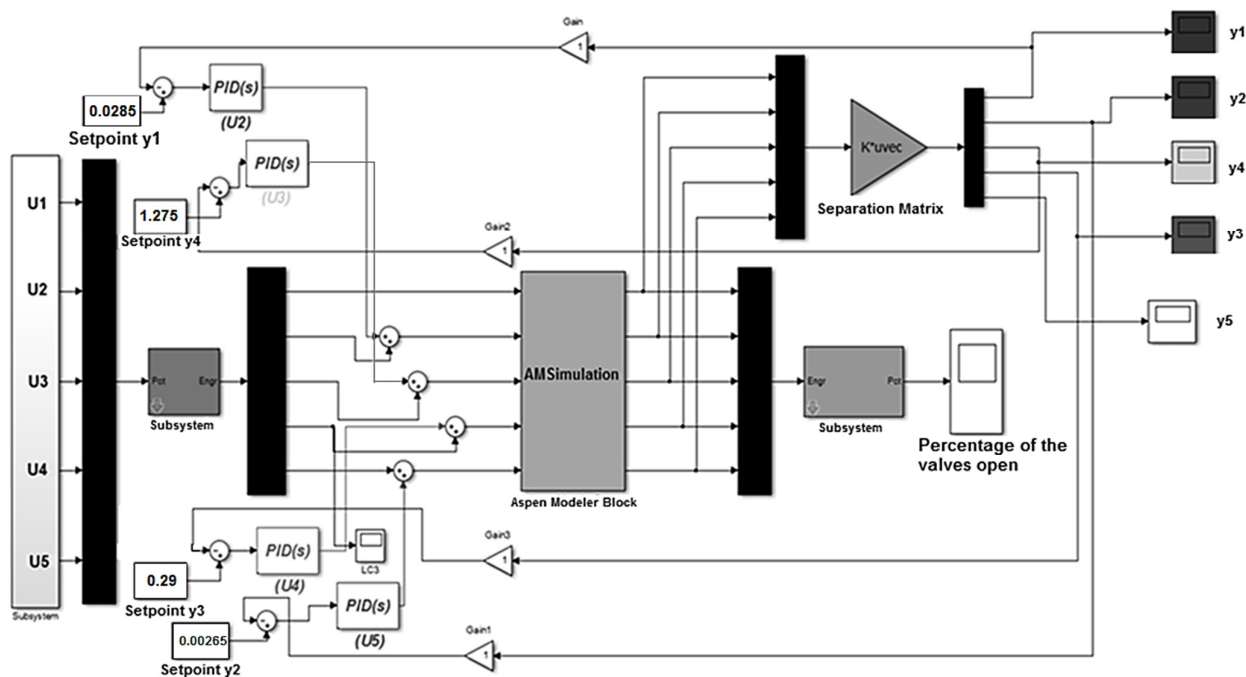 Gain
1
y1
PID(s)
(U2)
0.0285
Setpoint y1
y2
K*uvec
Separation Matrix
PID(s)
(U3)
y4
U1
1.275
Setpoint y4
Gain2
1
y3
U2
y5
U3
Pct
Engr
Subsystem
AMSimulation
Engr
Pct
Subsystem
Percentage of the
valves open
U4
Aspen Modeler Block
U5
Subsystem
PID(s)
(U4)
LC3
Gain3
1
0.29
Setpoint y3
PID(s)
(U5)
0.00265
Setpoint y2
Gain1
1